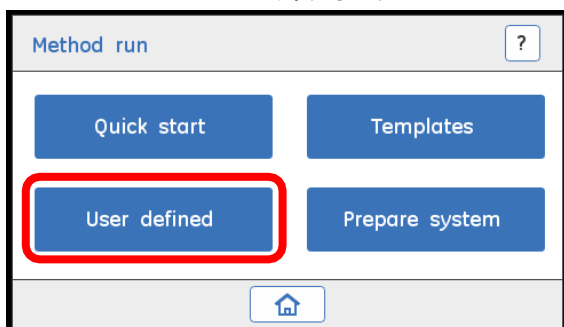 Method run
?
Quick start
Templates
User defined
Prepare system